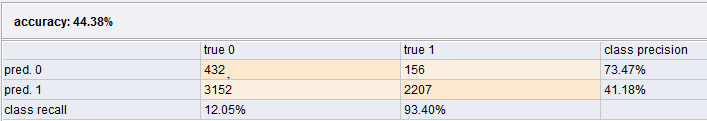 accuracy: 44.38%
true 0 true 1 class precision
pred. 0 432 156 73.47%
pred. 1 3152 2207 41.18%
class recall 12.05% 93.40%